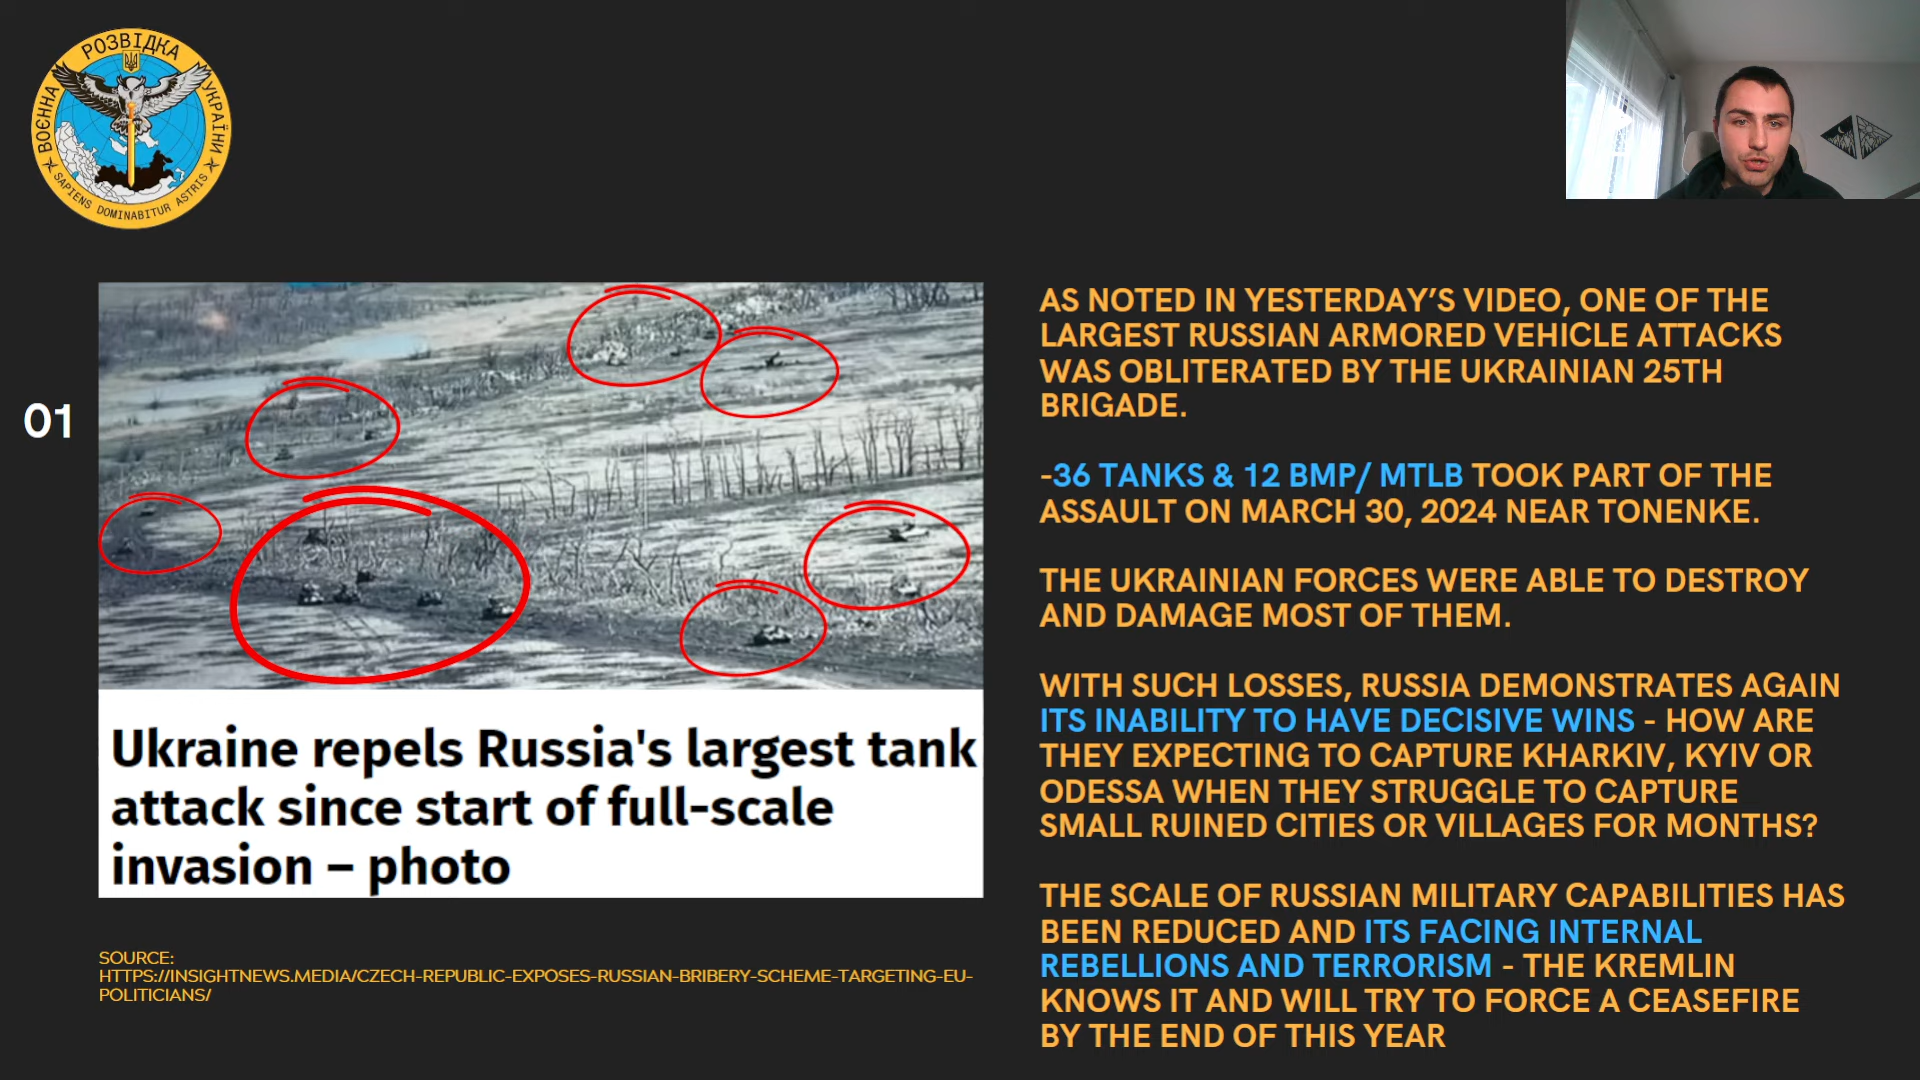 ВОЄННА РОЗВІДКА УКРАЇНИ
SAPIENS DOMINABITUR ASTRIS
01
Ukraine repels Russia's largest tank
attack since start of full-scale
invasion – photo
SOURCE:
HTTPS://INSIGHTNEWS.MEDIA/CZECH-REPUBLIC-EXPOSES-RUSSIAN-BRIBERY-SCHEME-TARGETING-EU-
POLITICIANS/
AS NOTED IN YESTERDAY'S VIDEO, ONE OF THE
LARGEST RUSSIAN ARMORED VEHICLE ATTACKS
WAS OBLITERATED BY THE UKRAINIAN 25TH
BRIGADE.
-36 TANKS & 12 BMP/ MTLB TOOK PART OF THE
ASSAULT ON MARCH 30, 2024 NEAR TONENKE.
THE UKRAINIAN FORCES WERE ABLE TO DESTROY
AND DAMAGE MOST OF THEM.
WITH SUCH LOSSES, RUSSIA DEMONSTRATES AGAIN
ITS INABILITY TO HAVE DECISIVE WINS - HOW ARE
THEY EXPECTING TO CAPTURE KHARKIV, KYIV OR
ODESSA WHEN THEY STRUGGLE TO CAPTURE
SMALL RUINED CITIES OR VILLAGES FOR MONTHS?
THE SCALE OF RUSSIAN MILITARY CAPABILITIES HAS
BEEN REDUCED AND ITS FACING INTERNAL
REBELLIONS AND TERRORISM - THE KREMLIN
KNOWS IT AND WILL TRY TO FORCE A CEASEFIRE
BY THE END OF THIS YEAR